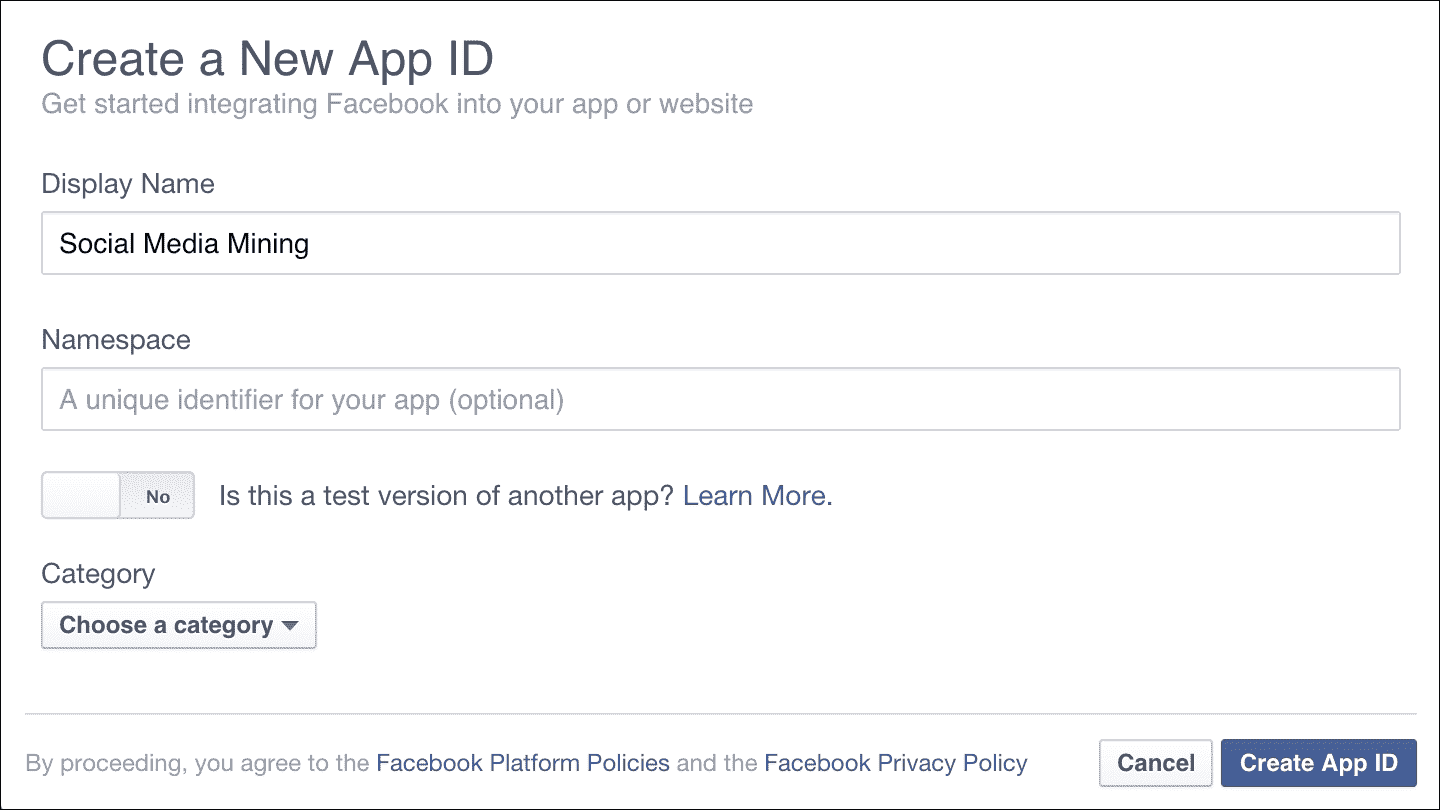 Create a New App ID
Get started integrating Facebook into your app or website
Display Name
Social Media Mining
Namespace
A unique identifier for your app (optional)
No Is this a test version of another app? Learn More.
Category
Choose a category
By proceeding, you agree to the Facebook Platform Policies and the Facebook Privacy Policy Cancel Create App ID